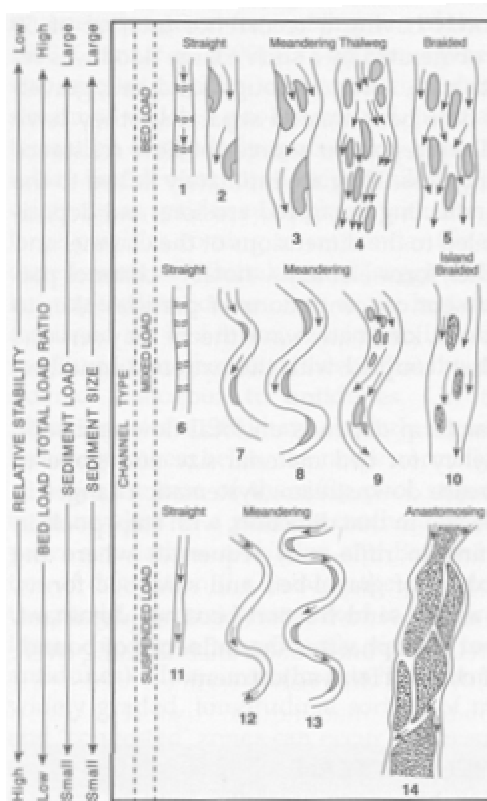 Low
High
Large
Large
RELATIVE STABILITY
BED LOAD / TOTAL LOAD RATIO
SEDIMENT LOAD
SEDIMENT SIZE
High
Low
Small
Small
CHANNEL TYPE
BED LOAD
Straight
Meandering Thalweg
Braided
1
2
3
4
5
MIXED LOAD
Straight
Meandering
Island
Braided
6
7
8
9
10
SUSPENDED LOAD
Straight
Meandering
Anastomosing
11
12
13
14